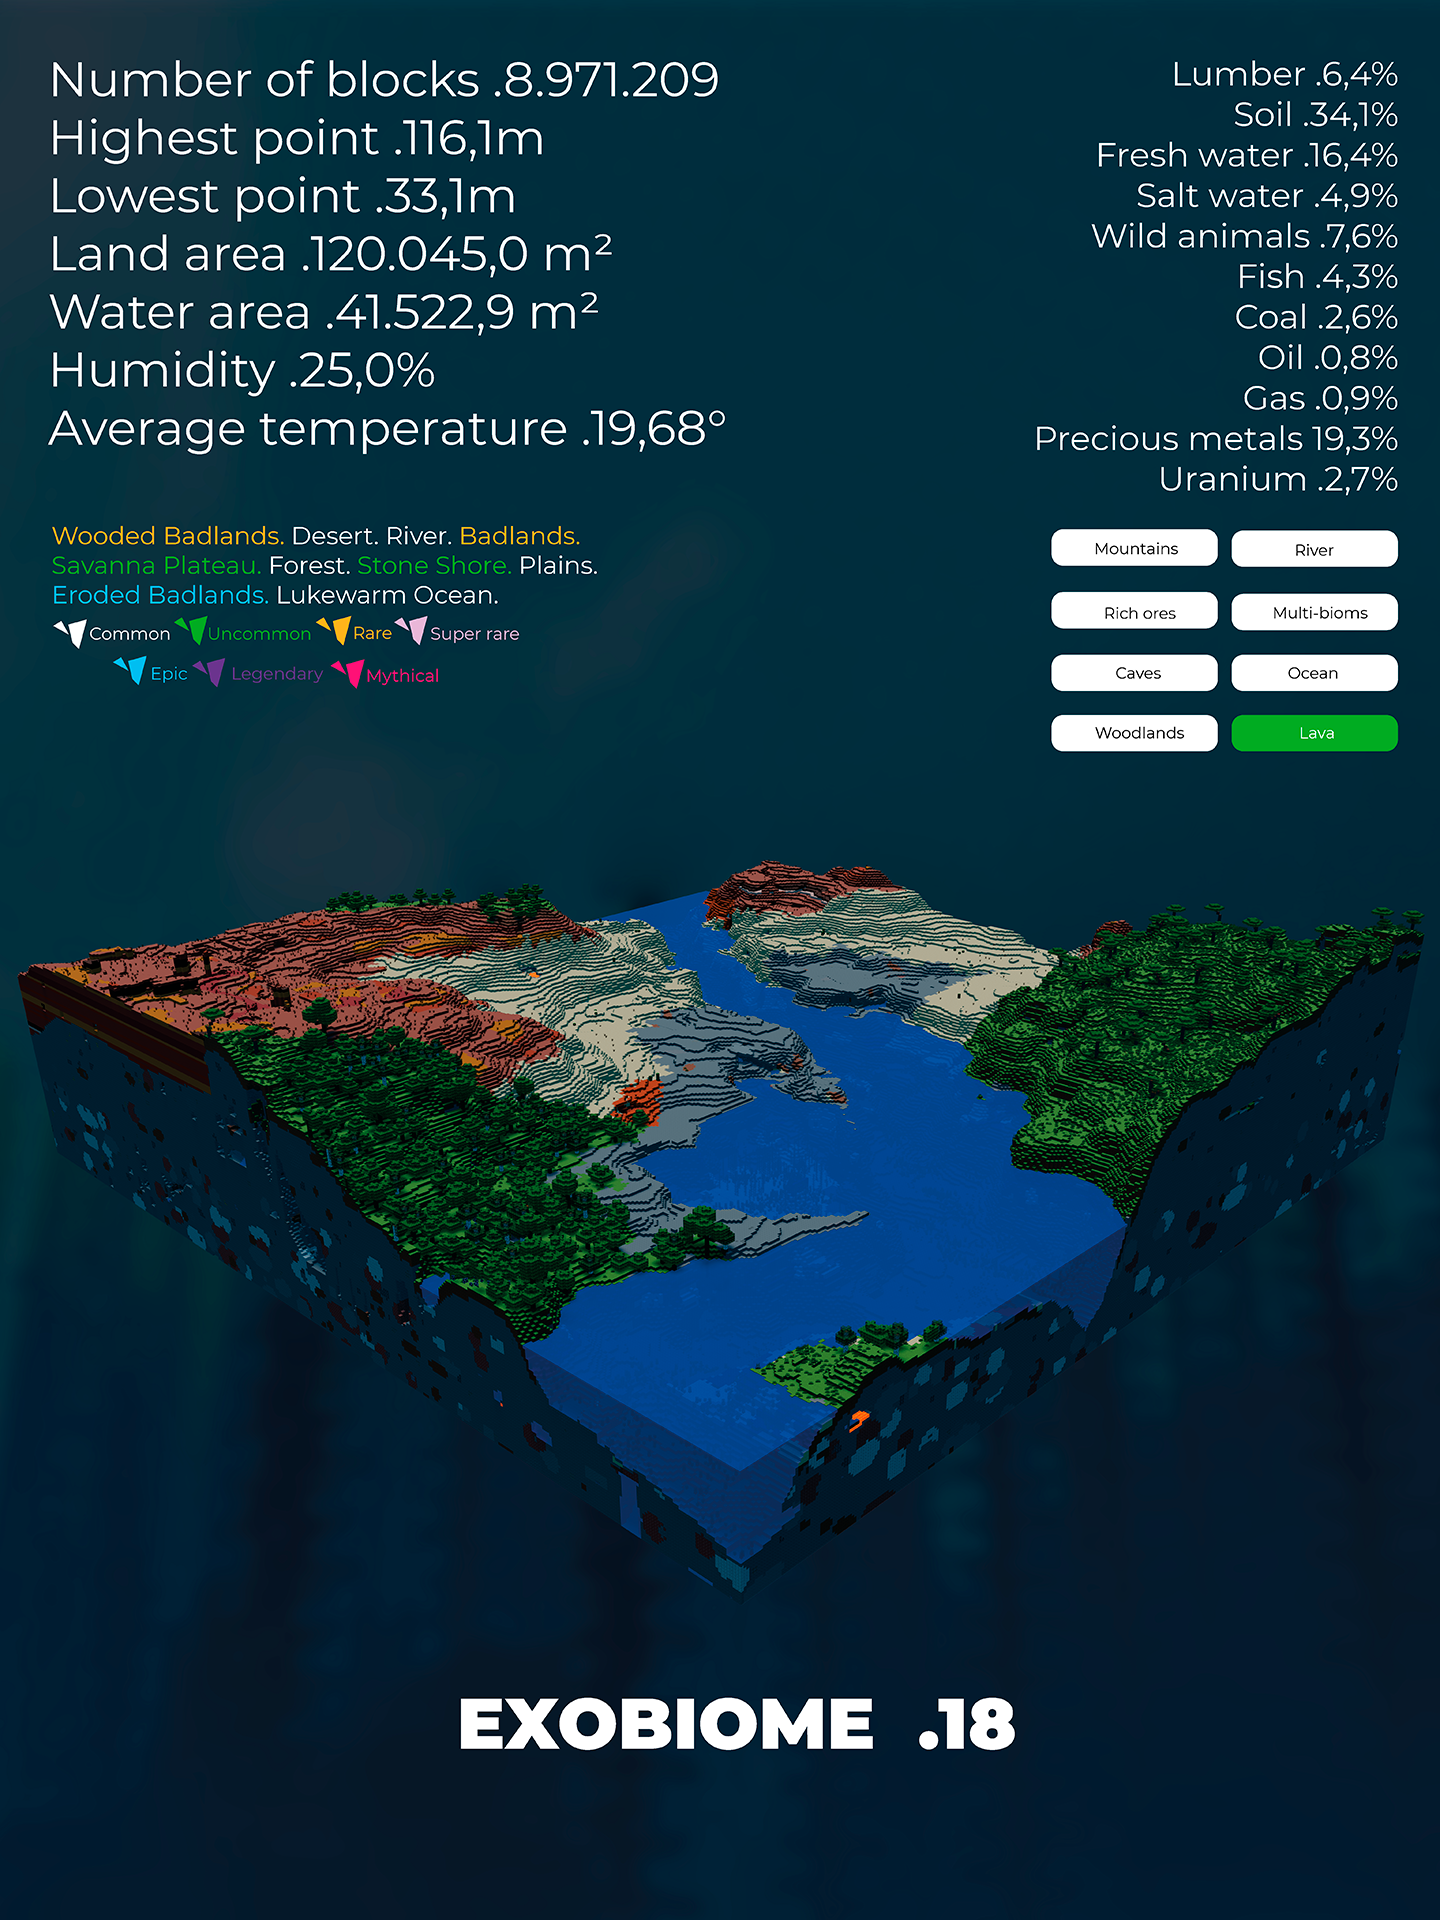 Number of blocks .8.971.209
Highest point .116,1m
Lowest point .33,1m
Land area .120.045,0 m²
Water area .41.522,9 m²
Humidity .25,0%
Average temperature .19,68°
Lumber .6,4%
Soil .34,1%
Fresh water .16,4%
Salt water .4,9%
Wild animals .7,6%
Fish .4,3%
Coal .2,6%
Oil .0,8%
Gas .0,9%
Precious metals 19,3%
Uranium .2,7%
Wooded Badlands. Desert. River. Badlands.
Savanna Plateau. Forest. Stone Shore. Plains.
Eroded Badlands. Lukewarm Ocean.
Common Uncommon Rare Super rare
Epic Legendary Mythical
Mountains River
Rich ores Multi-bioms
Caves Ocean
Woodlands Lava
EXOBIOME .18